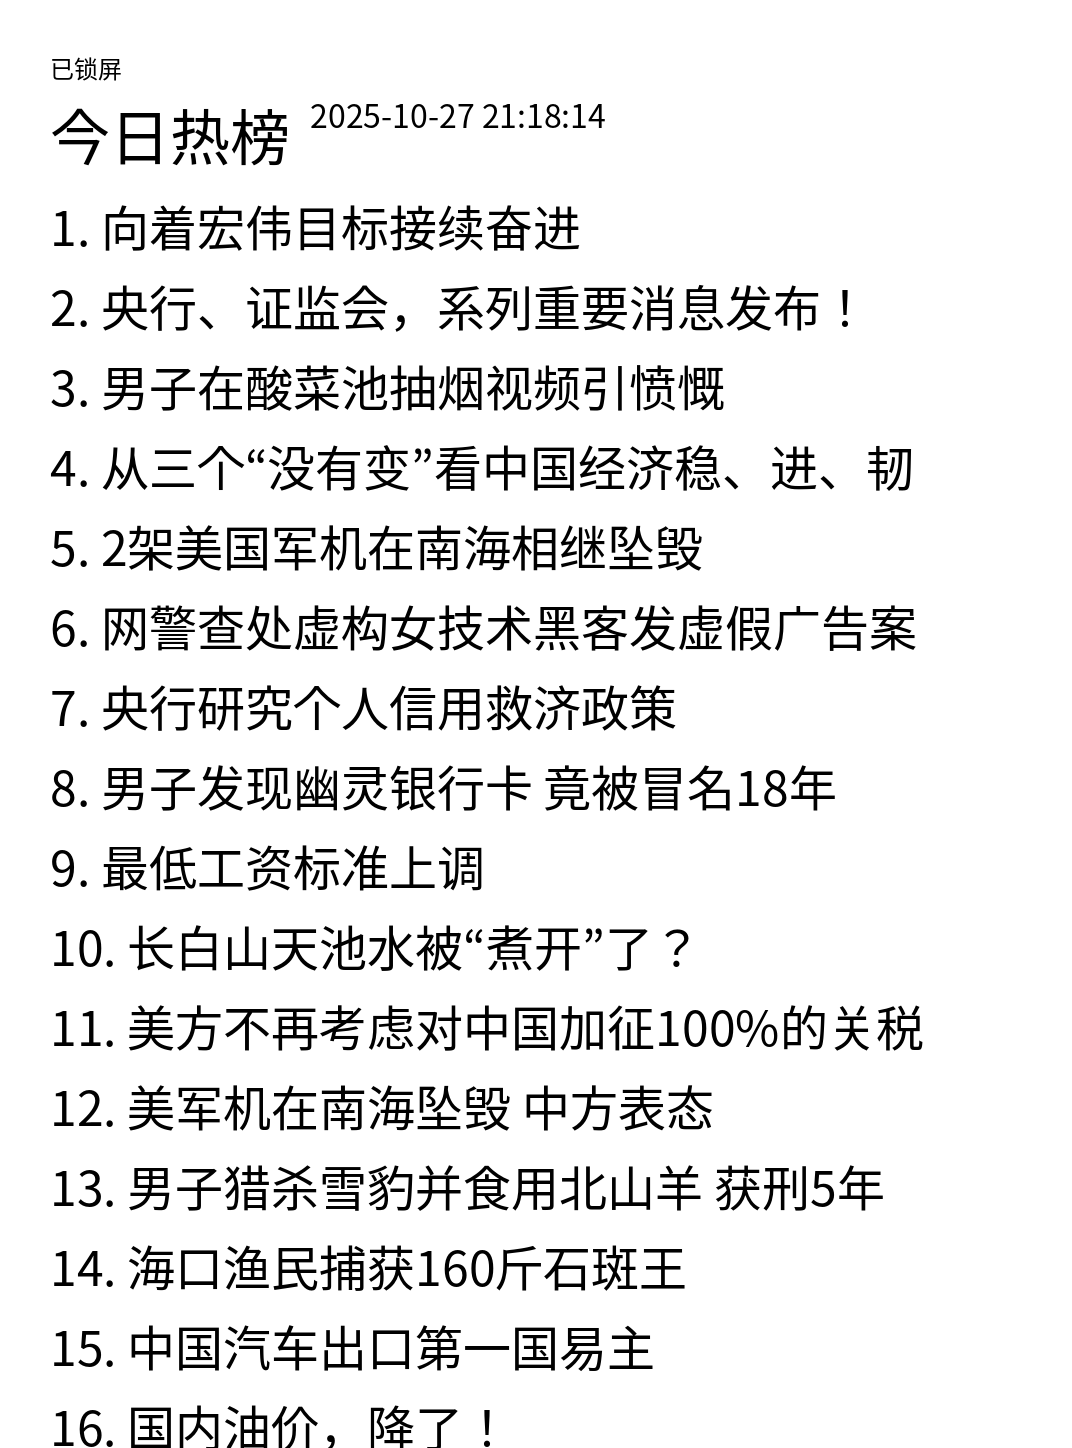 已锁屏
今日热榜 2025-10-27 21:18:14
1. 向着宏伟目标接续奋进
2. 央行、证监会，系列重要消息发布！
3. 男子在酸菜池抽烟视频引愤慨
4. 从三个“没有变”看中国经济稳、进、韧
5. 2架美国军机在南海相继坠毁
6. 网警查处虚构女技术黑客发虚假广告案
7. 央行研究个人信用救济政策
8. 男子发现幽灵银行卡 竟被冒名18年
9. 最低工资标准上调
10. 长白山天池水被“煮开”了？
11. 美方不再考虑对中国加征100%的关税
12. 美军机在南海坠毁 中方表态
13. 男子猎杀雪豹并食用北山羊 获刑5年
14. 海口渔民捕获160斤石斑王
15. 中国汽车出口第一国易主
16. 国内油价，降了！